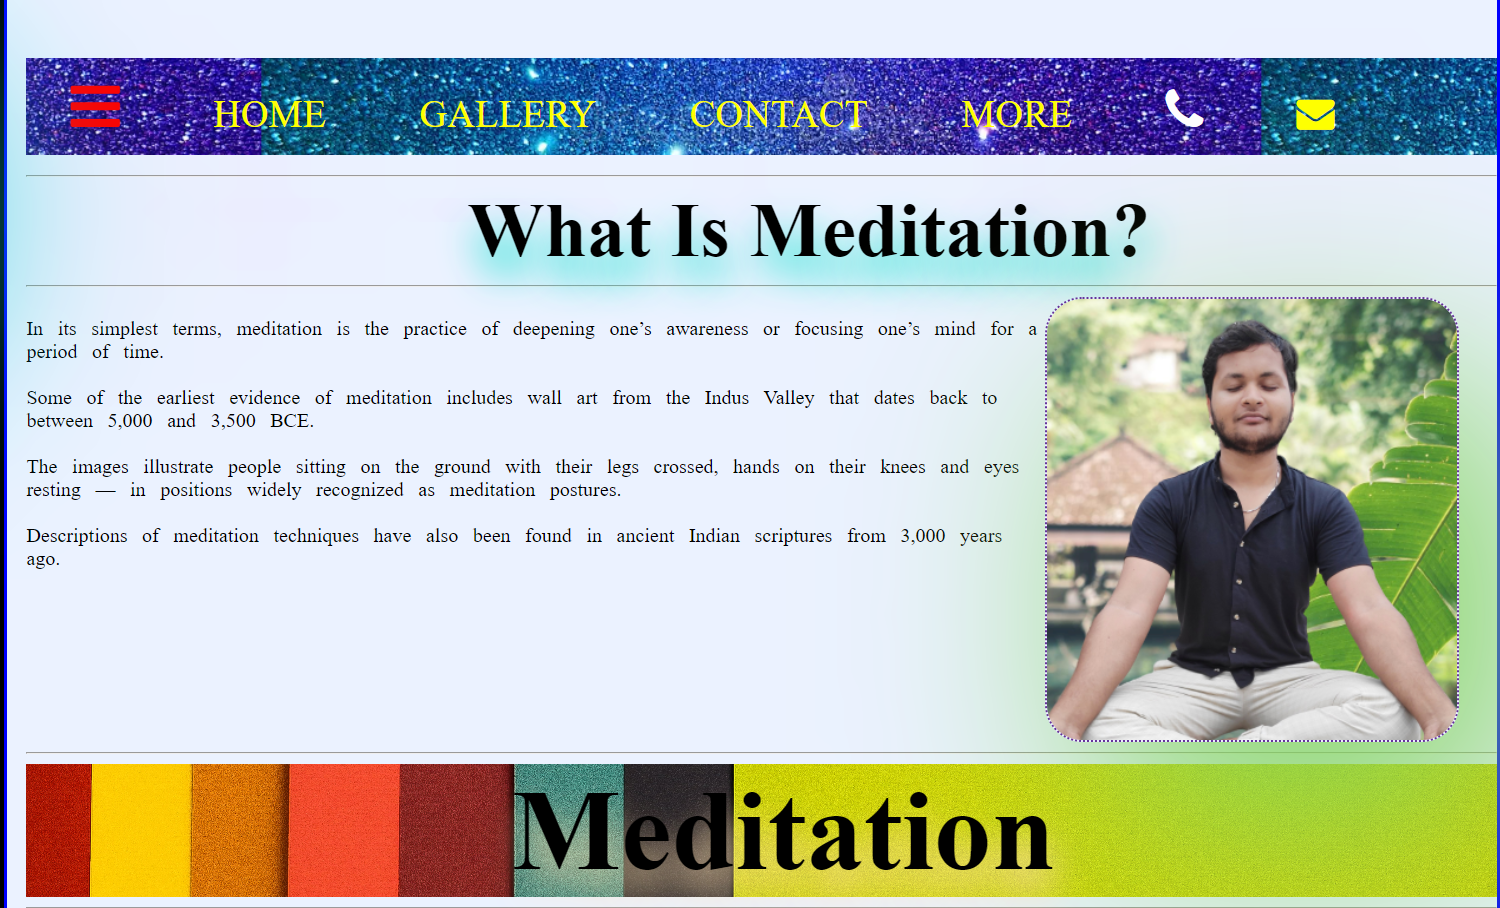 HOME GALLERY CONTACT MORE
What Is Meditation?
In its simplest terms, meditation is the practice of deepening one’s awareness or focusing one’s mind for a
period of time.
Some of the earliest evidence of meditation includes wall art from the Indus Valley that dates back to
between 5,000 and 3,500 BCE.
The images illustrate people sitting on the ground with their legs crossed, hands on their knees and eyes
resting — in positions widely recognized as meditation postures.
Descriptions of meditation techniques have also been found in ancient Indian scriptures from 3,000 years
ago.
Meditation